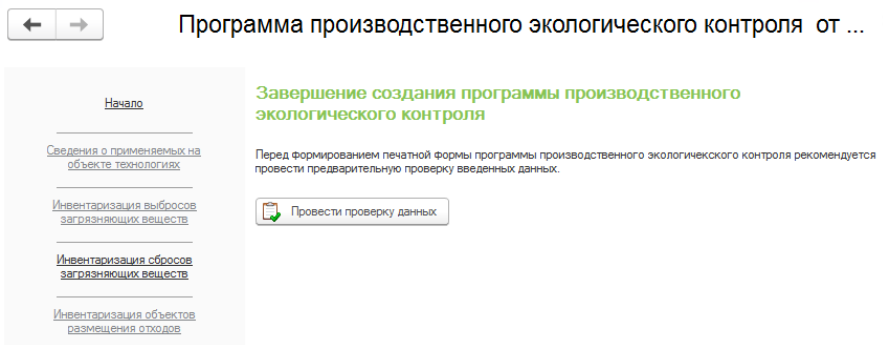 Программа производственного экологического контроля от ...
Начало
Сведения о применяемых на
объекте технологиях
Инвентаризация выбросов
загрязняющих веществ
Инвентаризация сбросов
загрязняющих веществ
Инвентаризация объектов
размещения отходов
Завершение создания программы производственного
экологического контроля
Перед формированием печатной формы программы производственного экологичекского контроля рекомендуется
провести предварительную проверку введенных данных.
Провести проверку данных